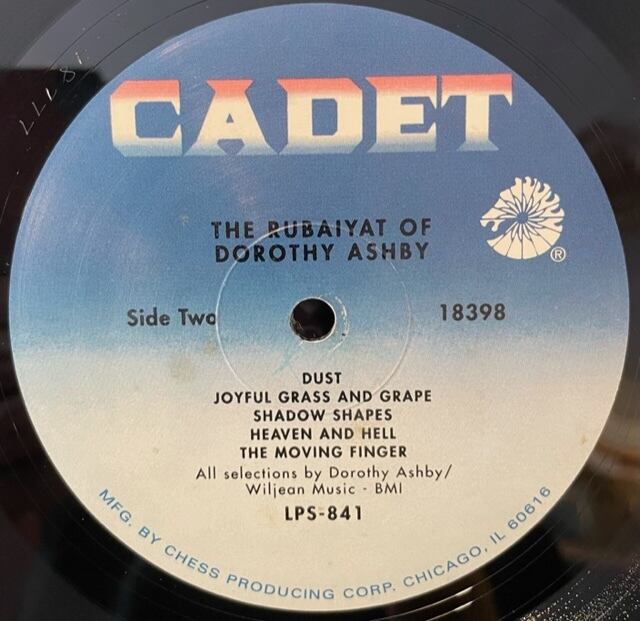 CADET
THE RUBAIYAT OF
DOROTHY ASHBY
®
Side Two
18398
DUST
JOYFUL GRASS AND GRAPE
SHADOW SHAPES
HEAVEN AND HELL
THE MOVING FINGER
All selections by Dorothy Ashby/
Wiljean Music - BMI
LPS-841
MFG. BY CHESS PRODUCING CORP. CHICAGO, IL 60616